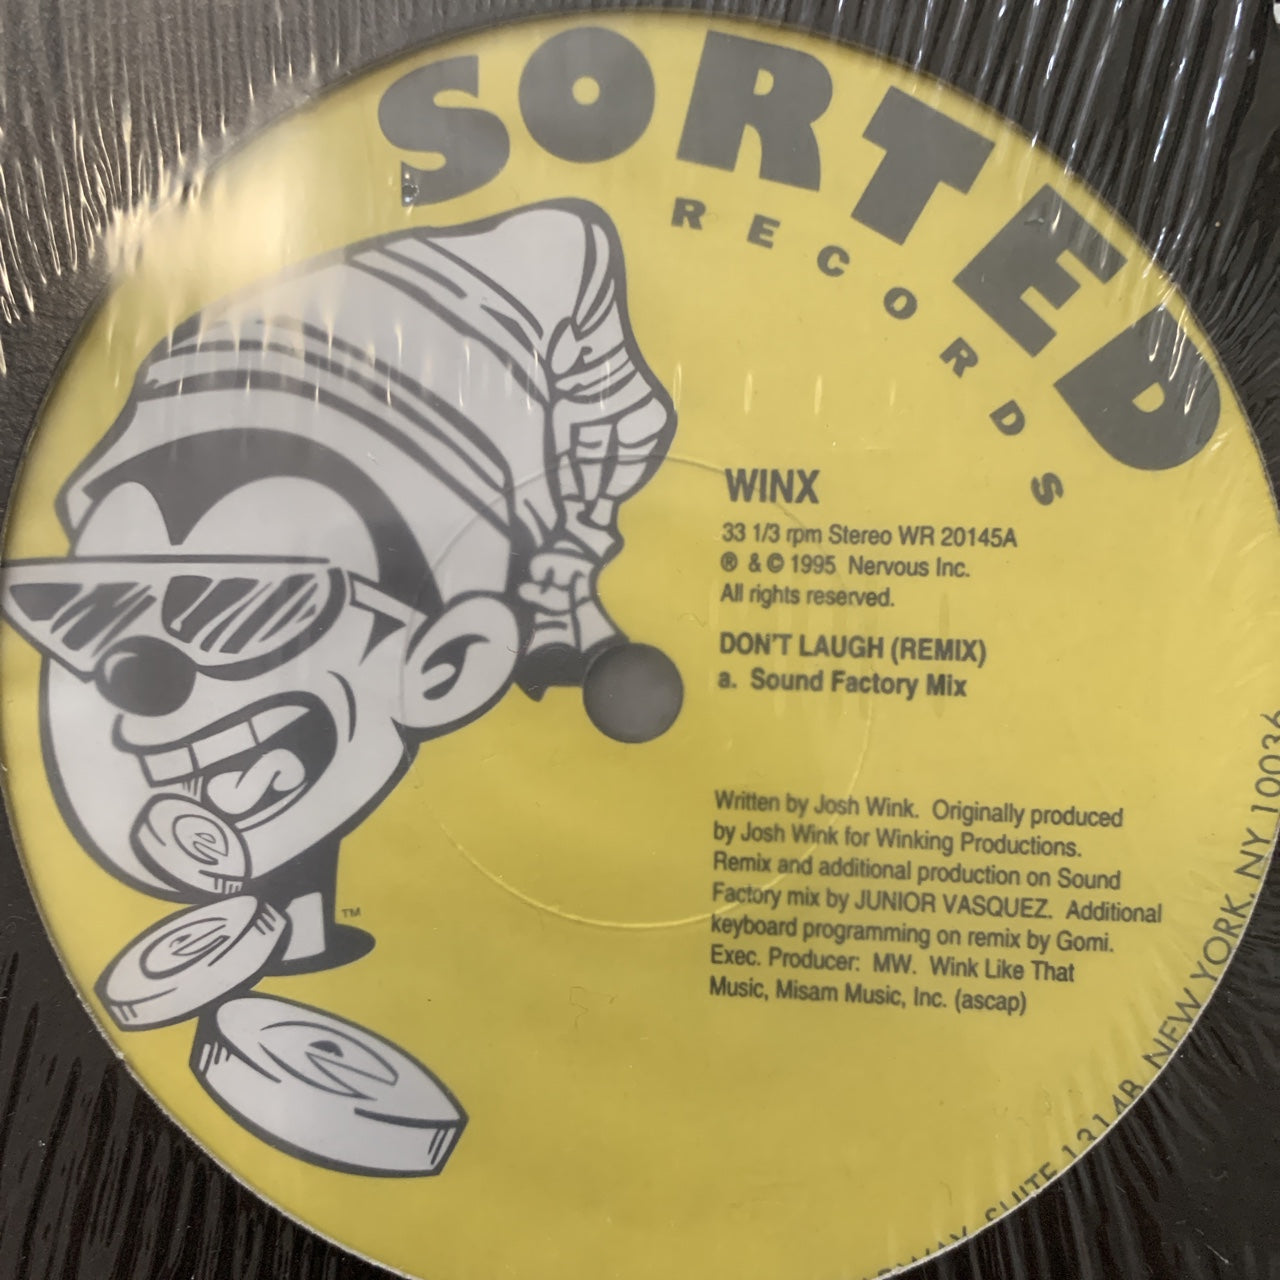 SORTED
RECORDS
WINX
33 1/3 rpm Stereo WR 20145A
℗ & © 1995 Nervous Inc.
All rights reserved.
DON'T LAUGH (REMIX)
a. Sound Factory Mix
Written by Josh Wink. Originally produced
by Josh Wink for Winking Productions.
Remix and additional production on Sound
Factory mix by JUNIOR VASQUEZ. Additional
keyboard programming on remix by Gomi.
Exec. Producer: MW. Wink Like That
Music, Misam Music, Inc. (ascap)
TM
e
e
e
SUITE 1314B, NEW YORK, NY 10036